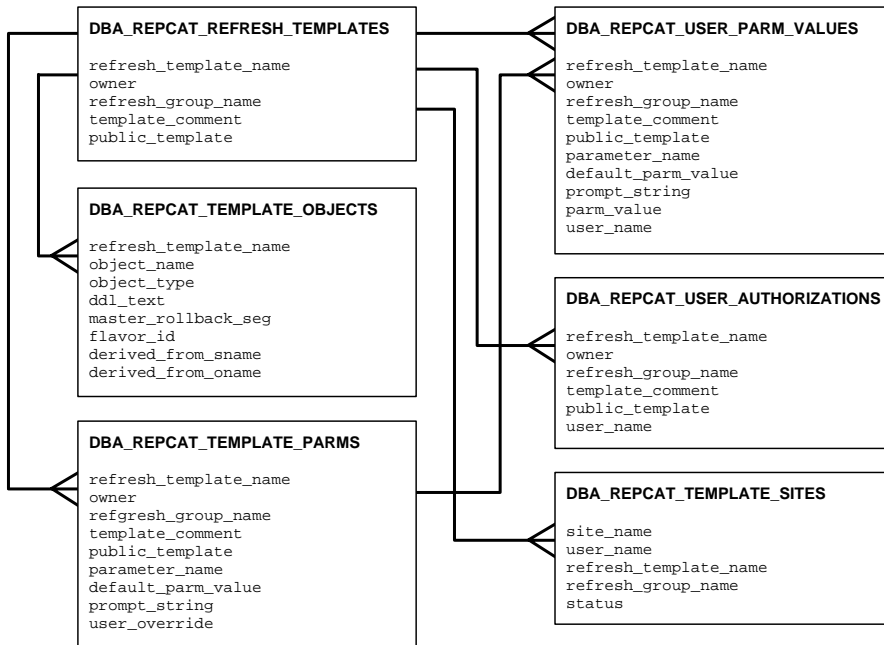 DBA_REPCAT_REFRESH_TEMPLATES
refresh_template_name
owner
refresh_group_name
template_comment
public_template
DBA_REPCAT_TEMPLATE_OBJECTS
refresh_template_name
object_name
object_type
ddl_text
master_rollback_seg
flavor_id
derived_from_sname
derived_from_oname
DBA_REPCAT_TEMPLATE_PARMS
refresh_template_name
owner
refgresh_group_name
template_comment
public_template
parameter_name
default_parm_value
prompt_string
user_override
DBA_REPCAT_USER_PARM_VALUES
refresh_template_name
owner
refresh_group_name
template_comment
public_template
parameter_name
default_parm_value
prompt_string
parm_value
user_name
DBA_REPCAT_USER_AUTHORIZATIONS
refresh_template_name
owner
refresh_group_name
template_comment
public_template
user_name
DBA_REPCAT_TEMPLATE_SITES
site_name
user_name
refresh_template_name
refresh_group_name
status